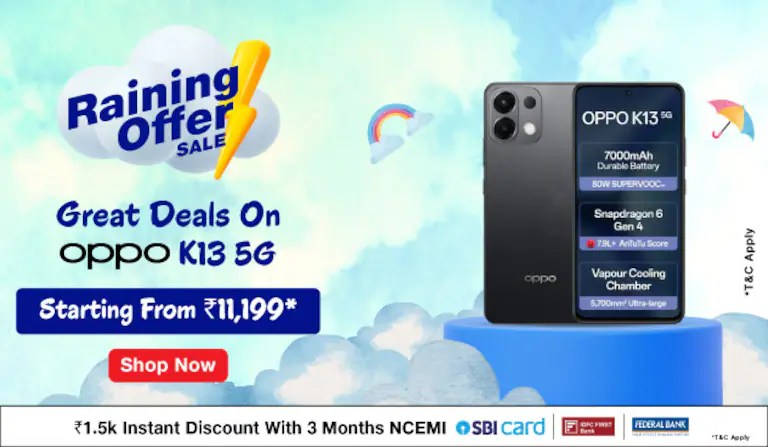 Raining
Offer
SALE
Great Deals On
oppo K13 5G
Starting From ₹11,199*
Shop Now
oppo
OPPO K13 5G
7000mAh
Durable Battery
80W SUPERVOOC™
Snapdragon 6
Gen 4
7.9L+ AnTuTu Score
Vapour Cooling
Chamber
5,700mm² Ultra-large
*T&C Apply
₹1.5k Instant Discount With 3 Months NCEMI SBI card IDFC FIRST Bank FEDERAL BANK
*T&C Apply